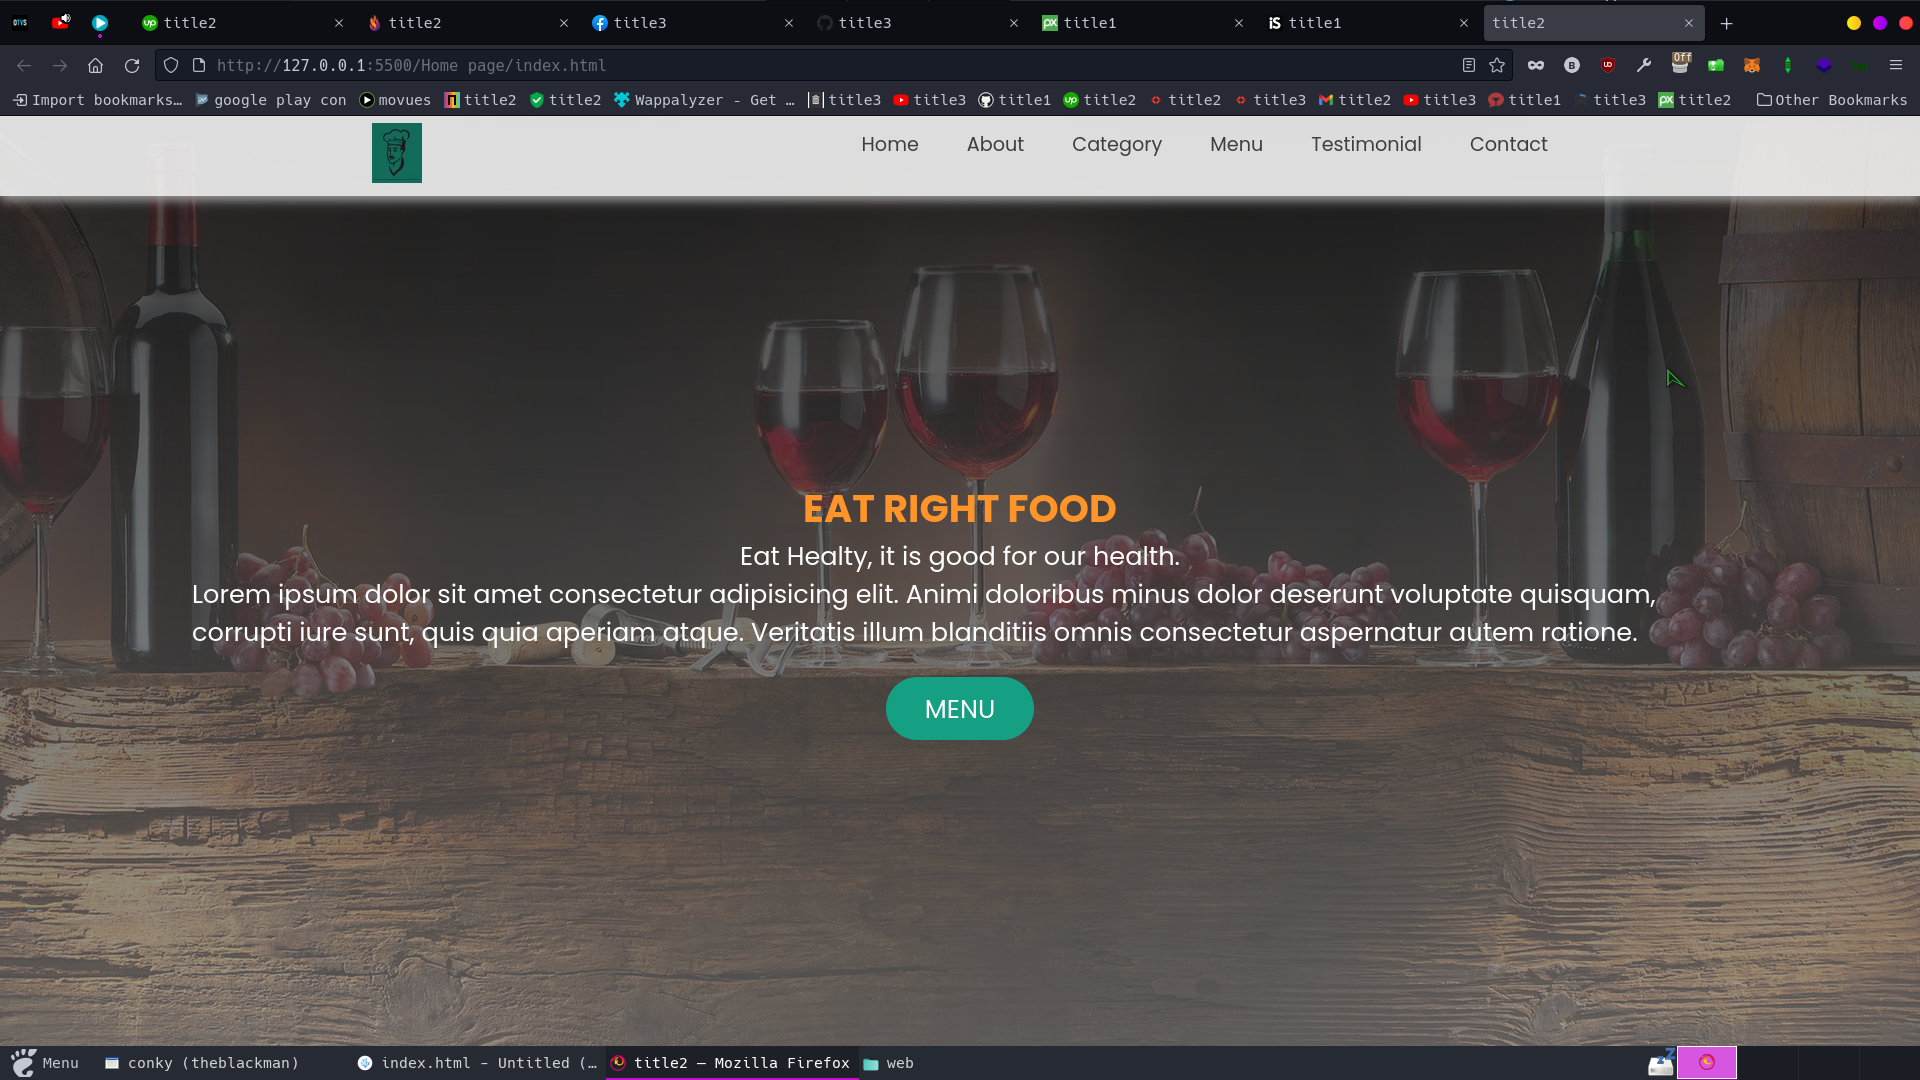 title2
title2
title3
title3
title1
title1
title2
http://127.0.0.1:5500/Home page/index.html
Off
Import bookmarks…
google play con
movues
title2
title2
Wappalyzer - Get …
title3
title3
title1
title2
title2
title3
title2
title3
title1
title3
title2
Other Bookmarks
Home
About
Category
Menu
Testimonial
Contact
EAT RIGHT FOOD
Eat Healty, it is good for our health.
Lorem ipsum dolor sit amet consectetur adipisicing elit. Animi doloribus minus dolor deserunt voluptate quisquam,
corrupti iure sunt, quis quia aperiam atque. Veritatis illum blanditiis omnis consectetur aspernatur autem ratione.
MENU
Menu
conky (theblackman)
index.html - Untitled (…
title2 — Mozilla Firefox
web